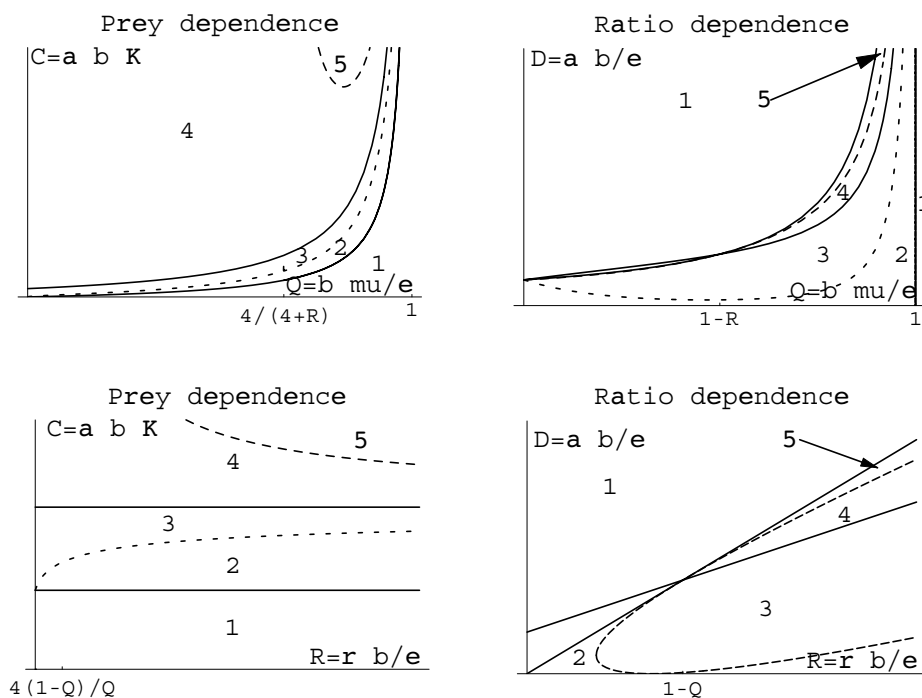 Prey dependence
C=a b K
5
4
3
2
1
Q=b mu/e
4/(4+R)
1
Ratio dependence
D=a b/e
1
5
4
3
2
1
Q=b mu/e
1-R
1
Prey dependence
C=a b K
5
4
3
2
1
R=r b/e
4(1-Q)/Q
Ratio dependence
D=a b/e
5
1
4
3
2
R=r b/e
1-Q